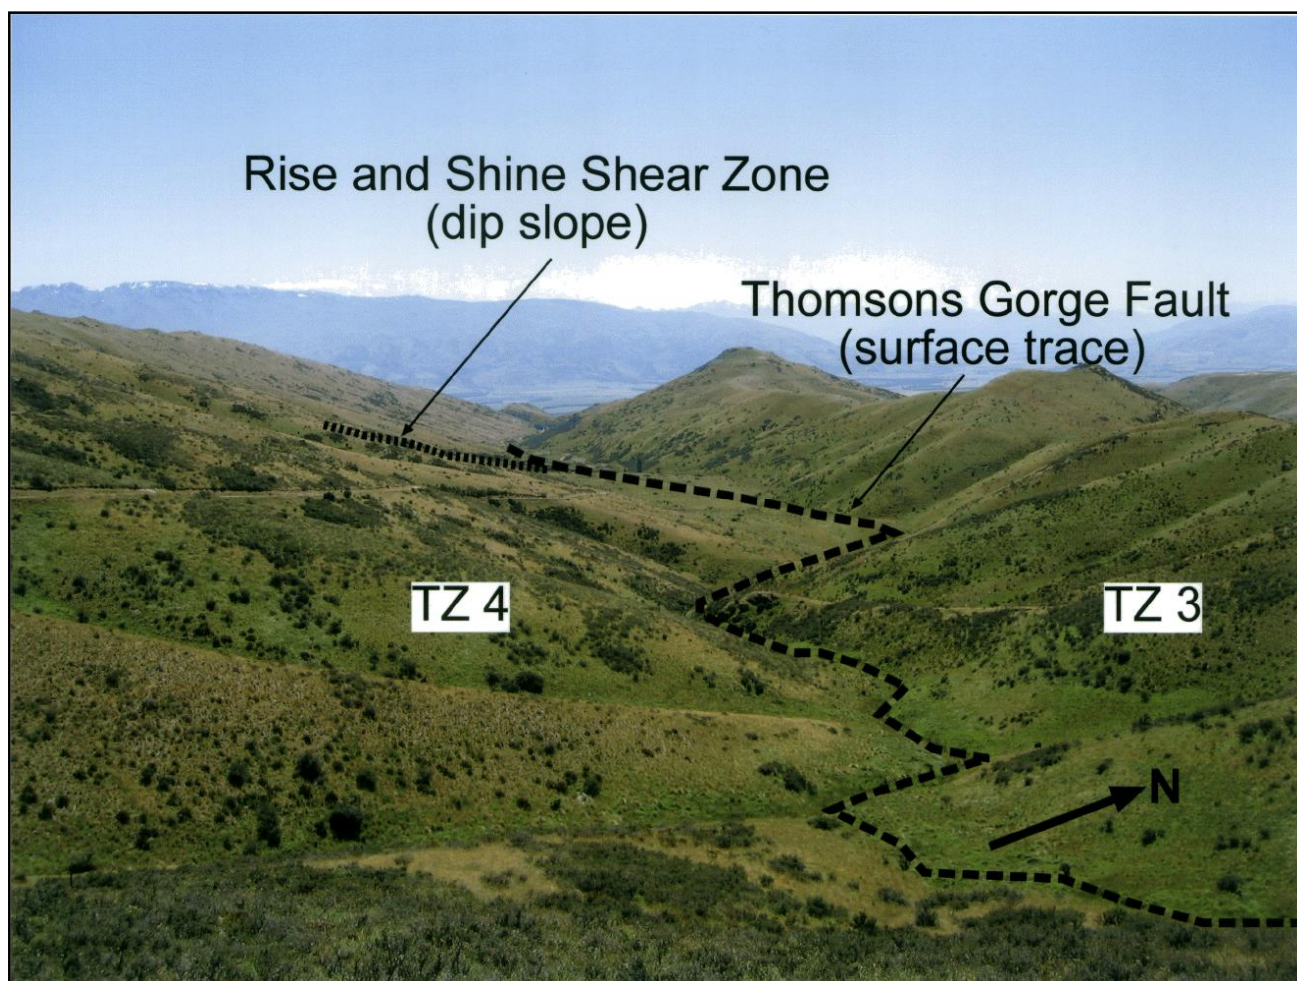 Rise and Shine Shear Zone
(dip slope)
Thomsons Gorge Fault
(surface trace)
TZ 4
TZ 3
N